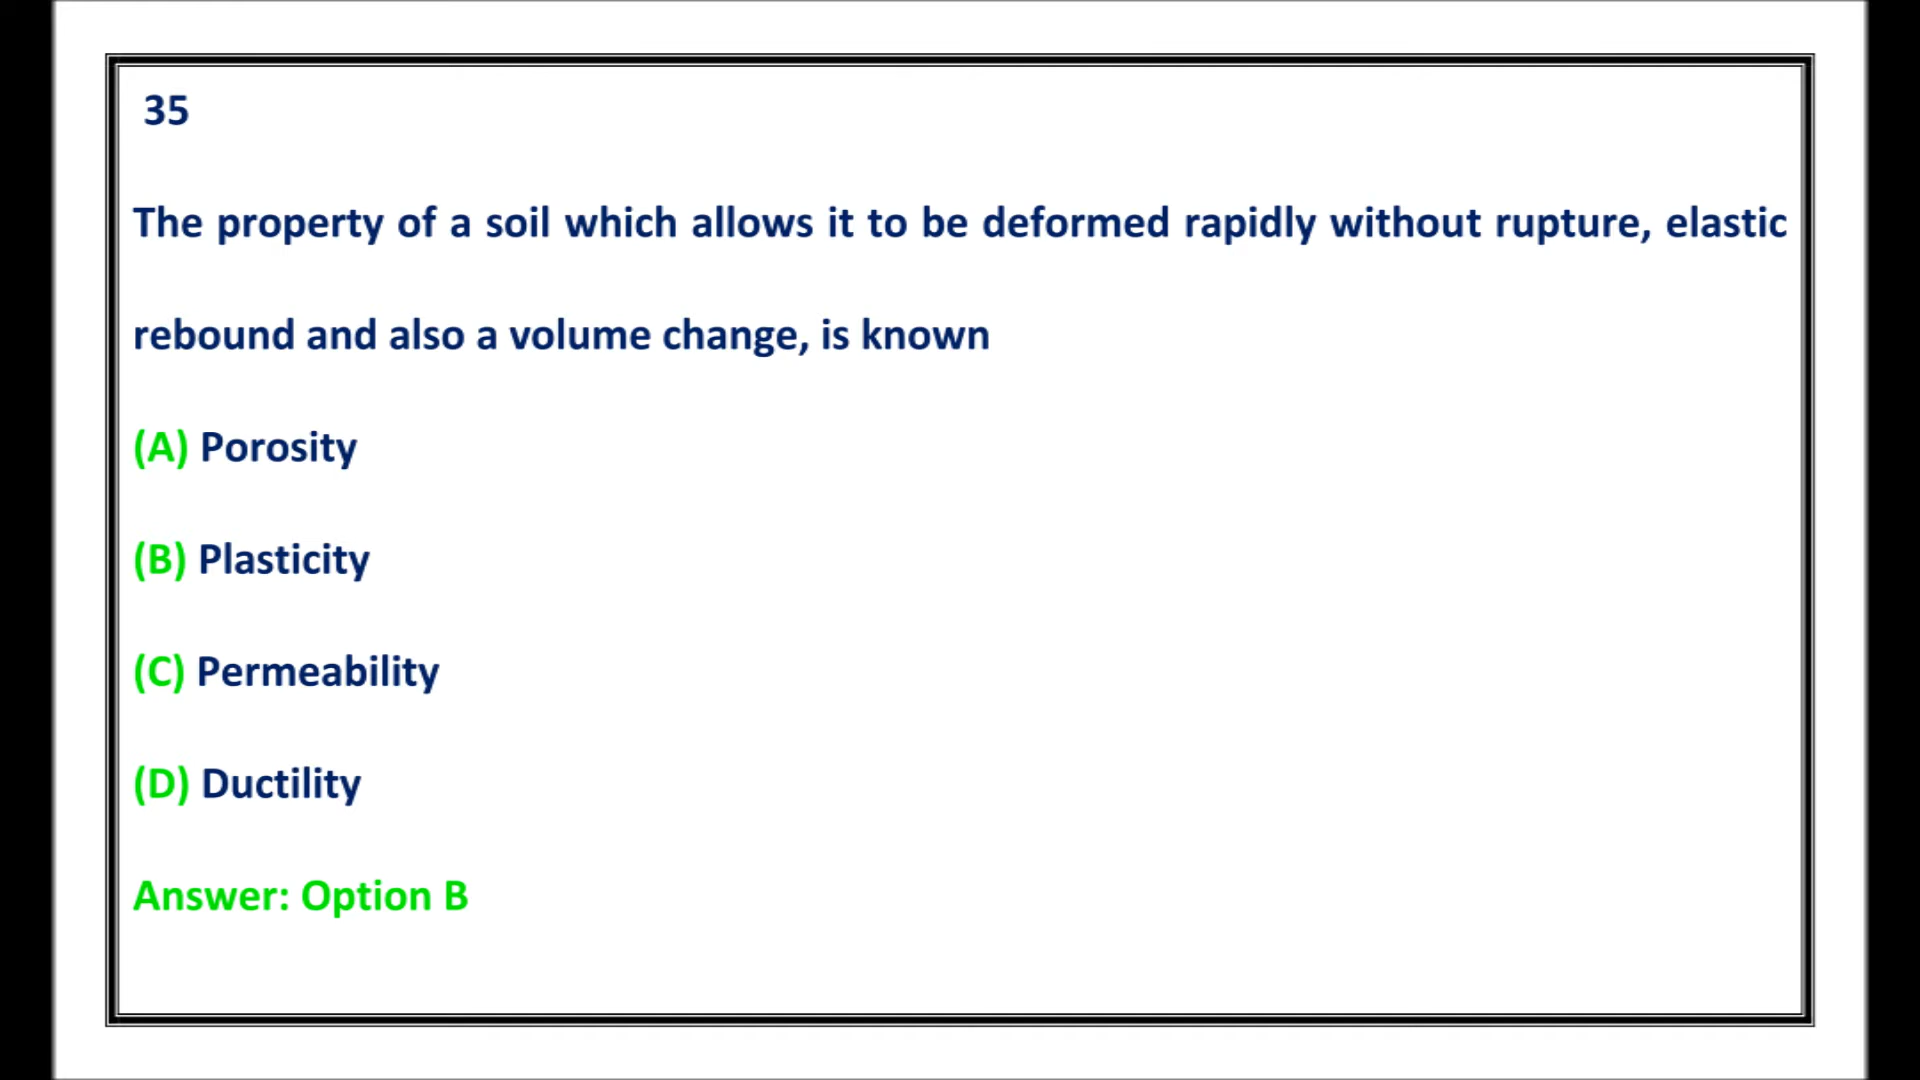 35
The property of a soil which allows it to be deformed rapidly without rupture, elastic
rebound and also a volume change, is known
(A) Porosity
(B) Plasticity
(C) Permeability
(D) Ductility
Answer: Option B